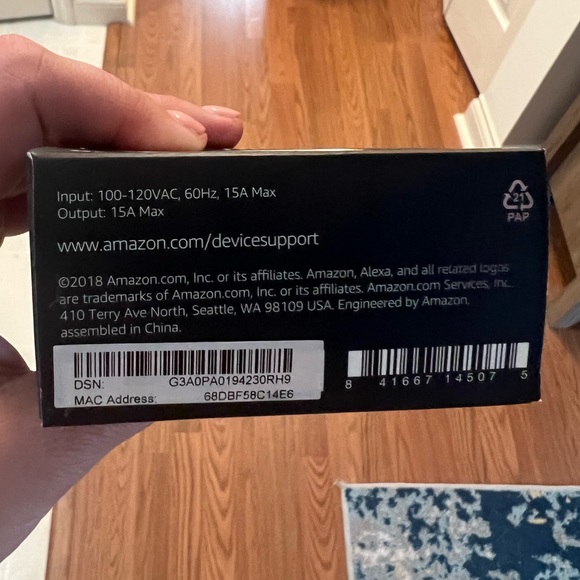 Input: 100-120VAC, 60Hz, 15A Max
Output: 15A Max
www.amazon.com/devicesupport
21
PAP
©2018 Amazon.com, Inc. or its affiliates. Amazon, Alexa, and all related logos
are trademarks of Amazon.com, Inc. or its affiliates. Amazon.com Services, Inc.,
410 Terry Ave North, Seattle, WA 98109 USA. Engineered by Amazon,
assembled in China.
DSN: G3A0PA0194230RH9
MAC Address: 68DBF58C14E6
8 41667 14507 5